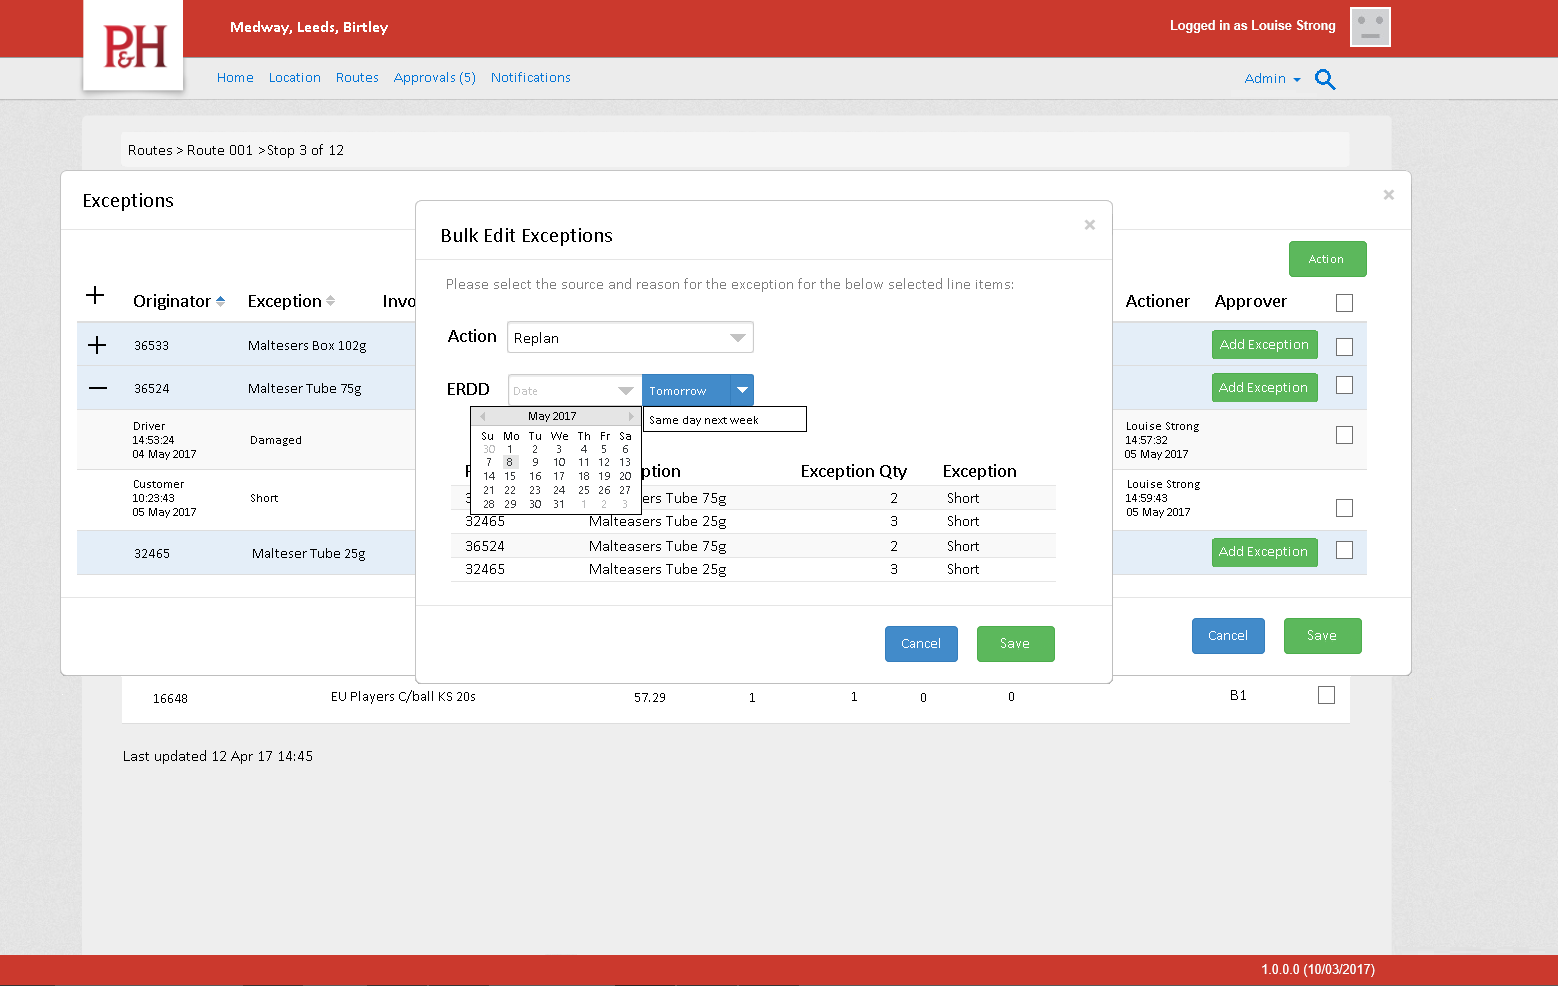 P&H
Medway, Leeds, Birtley
Logged in as Louise Strong
Home Location Routes Approvals (5) Notifications
Admin
Routes > Route 001 >Stop 3 of 12
Exceptions
Bulk Edit Exceptions
Please select the source and reason for the exception for the below selected line items:
Action
Originator Exception Invo
Actioner Approver
Action Replan
36533 Maltesers Box 102g
Add Exception
36524 Malteser Tube 75g
Add Exception
ERDD Date Tomorrow
Same day next week
May 2017
Su Mo Tu We Th Fr Sa
30 1 2 3 4 5 6
7 8 9 10 11 12 13
14 15 16 17 18 19 20
21 22 23 24 25 26 27
28 29 30 31 1 2 3
Driver
14:53:24
04 May 2017
Damaged
Louise Strong
14:57:32
05 May 2017
Customer
10:23:43
05 May 2017
Short
Louise Strong
14:59:43
05 May 2017
ption Exception Qty Exception
3 ers Tube 75g 2 Short
32465 Malteasers Tube 25g 3 Short
36524 Malteasers Tube 75g 2 Short
32465 Malteasers Tube 25g 3 Short
32465 Malteser Tube 25g
Add Exception
Cancel Save
Cancel Save
16648 EU Players C/ball KS 20s 57.29 1 1 0 0 B1
Last updated 12 Apr 17 14:45
1.0.0.0 (10/03/2017)